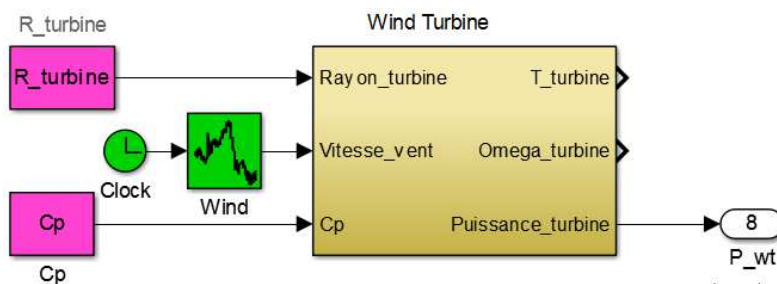 R_turbine
Wind Turbine
R_turbine
Rayon_turbine
T_turbine
Clock
Wind
Vitesse_vent
Omega_turbine
Cp
Cp
Puissance_turbine
8
Cp
P_wt